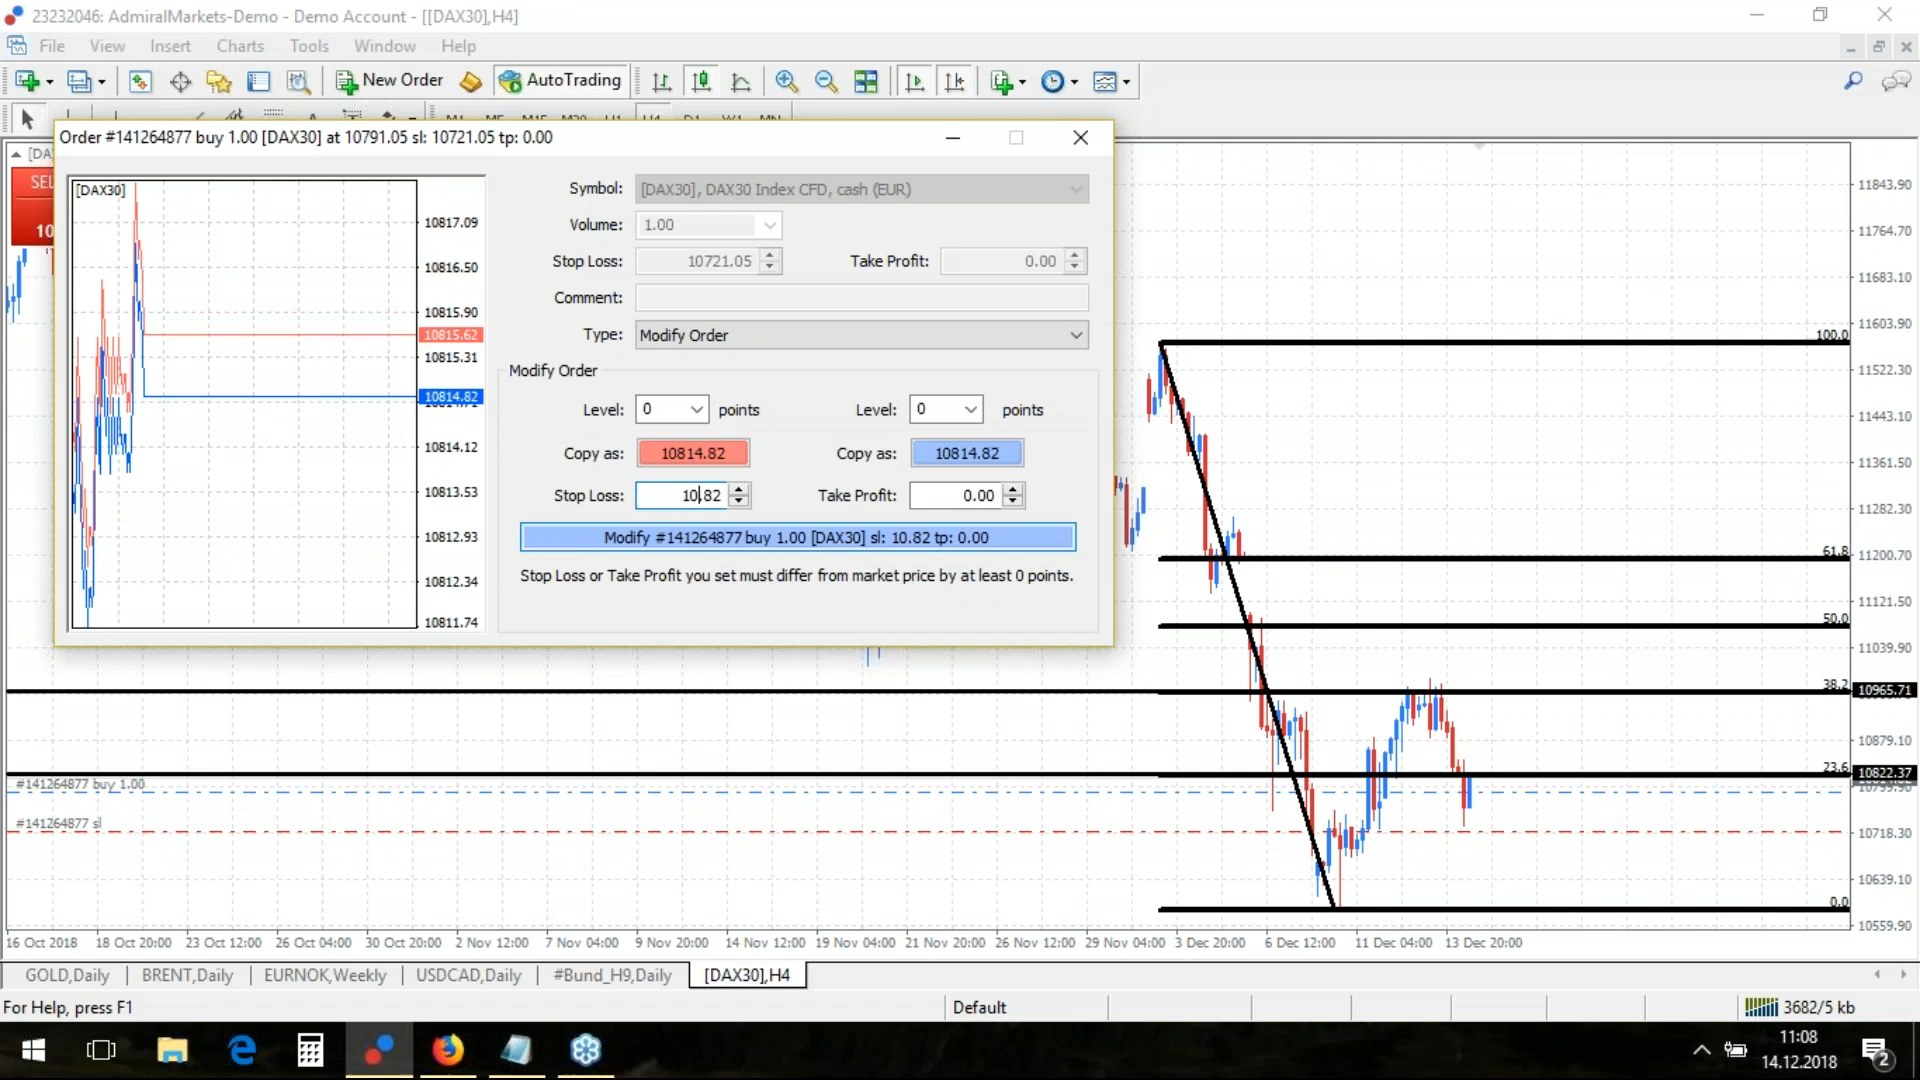 23232046: AdmiralMarkets-Demo - Demo Account - [[DAX30],H4]
File View Insert Charts Tools Window Help
New Order AutoTrading
Order #141264877 buy 1.00 [DAX30] at 10791.05 sl: 10721.05 tp: 0.00
[DAX30]
10817.09
10816.50
10815.90
10815.62
10815.31
10814.82
10814.12
10813.53
10812.93
10812.34
10811.74
Symbol: [DAX30], DAX30 Index CFD, cash (EUR)
Volume: 1.00
Stop Loss: 10721.05 Take Profit: 0.00
Comment:
Type: Modify Order
Modify Order
Level: 0 points Level: 0 points
Copy as: 10814.82 Copy as: 10814.82
Stop Loss: 10.82 Take Profit: 0.00
Modify #141264877 buy 1.00 [DAX30] sl: 10.82 tp: 0.00
Stop Loss or Take Profit you set must differ from market price by at least 0 points.
11843.90
11764.70
11683.10
11603.90
11522.30
11443.10
11361.50
11282.30
11200.70
11121.50
11039.90
10965.71
10879.10
10822.37
10718.30
10639.10
10559.90
100.0
61.8
50.0
38.2
23.6
0.0
#141264877 buy 1.00
#141264877 sl
16 Oct 2018 18 Oct 20:00 23 Oct 12:00 26 Oct 04:00 30 Oct 20:00 2 Nov 12:00 7 Nov 04:00 9 Nov 20:00 14 Nov 12:00 19 Nov 04:00 21 Nov 20:00 26 Nov 12:00 29 Nov 04:00 3 Dec 20:00 6 Dec 12:00 11 Dec 04:00 13 Dec 20:00
GOLD,Daily BRENT,Daily EURNOK,Weekly USDCAD,Daily #Bund_H9,Daily [DAX30],H4
For Help, press F1 Default 3682/5 kb
11:08
14.12.2018
2